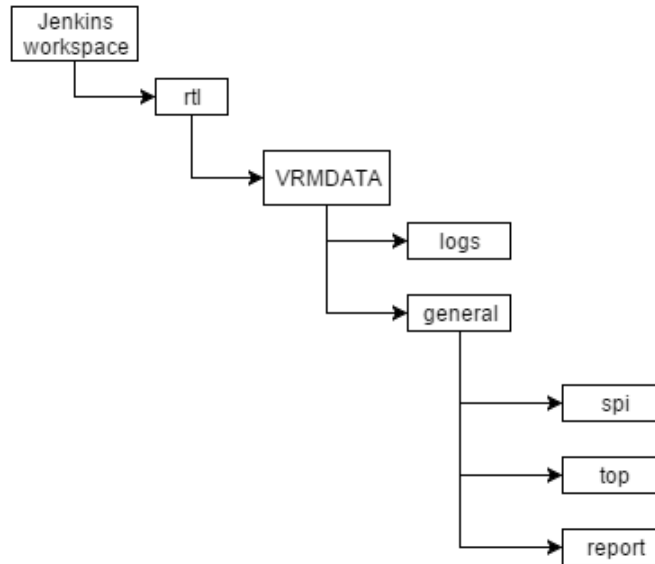 Jenkins
workspace
rtl
VRMDATA
logs
general
spi
top
report